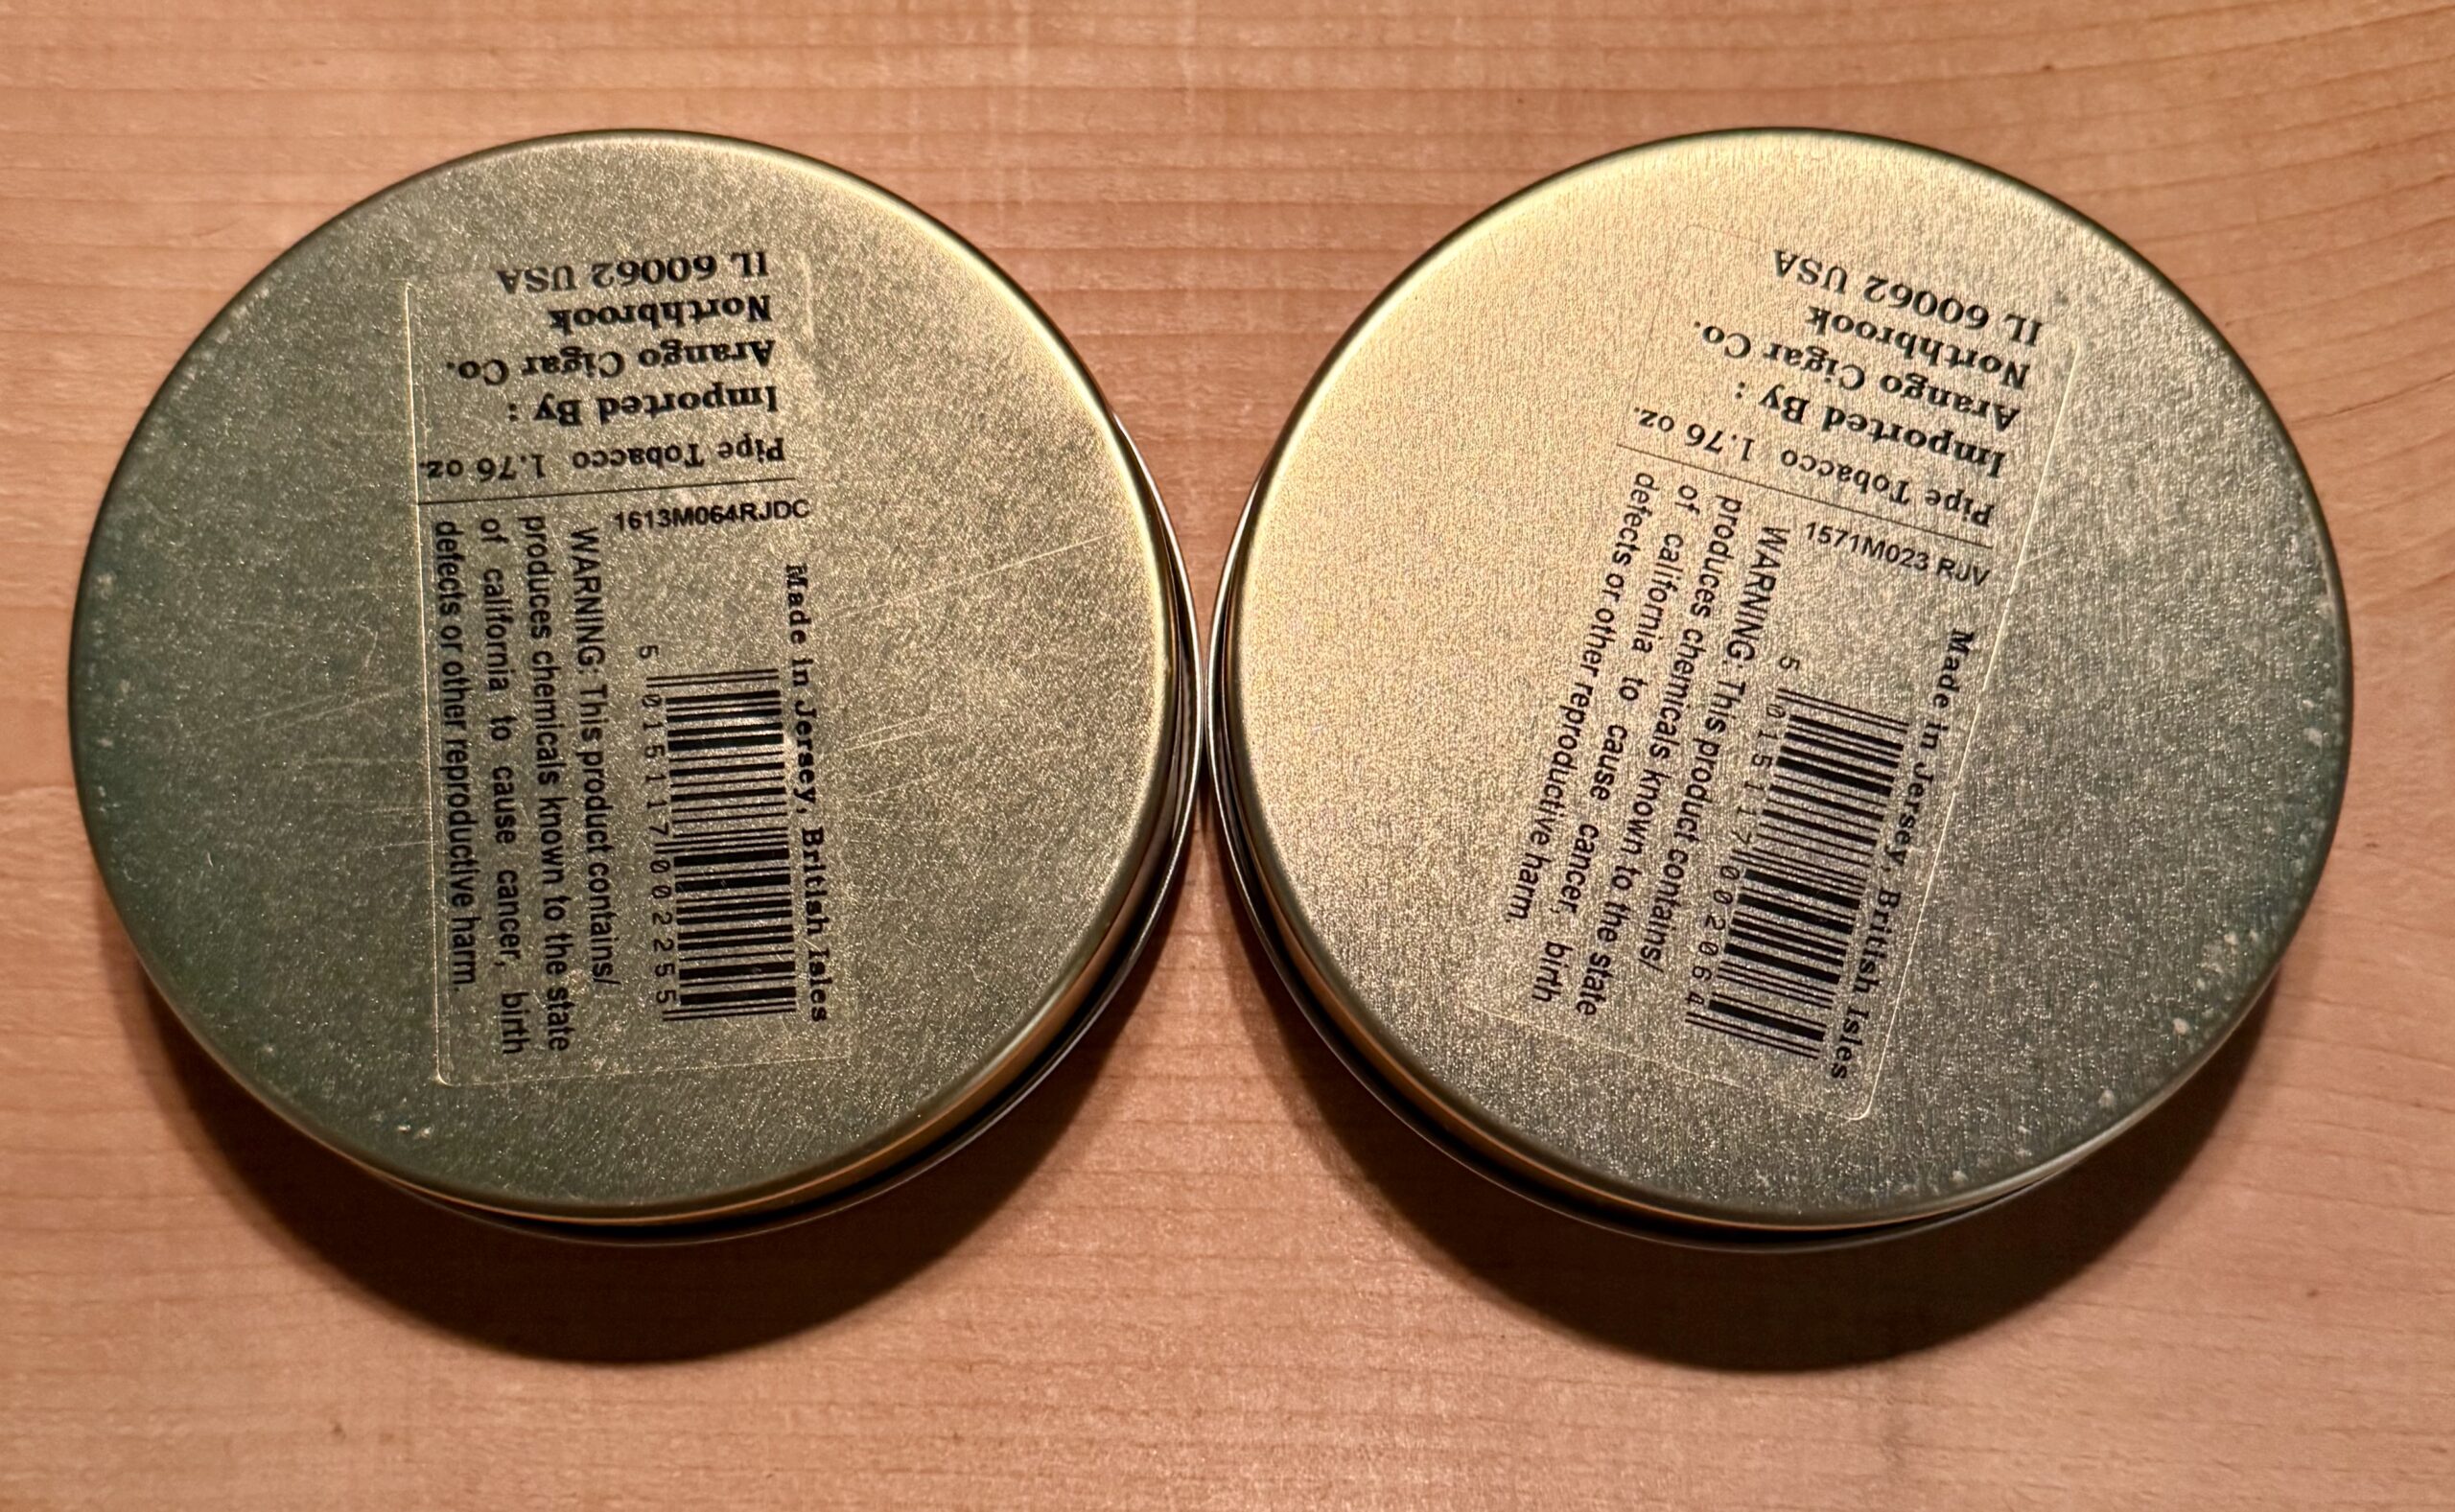 Pipe Tobacco 1.76 oz.
Imported By :
Arango Cigar Co.
Northbrook
IL 60062 USA
1613M064RJDC
Made in Jersey, British Isles
5 015117 002255
WARNING: This product contains/
produces chemicals known to the state
of california to cause cancer, birth
defects or other reproductive harm.
Pipe Tobacco 1.76 oz.
Imported By :
Arango Cigar Co.
Northbrook
IL 60062 USA
1571M023 RJV
Made in Jersey, British Isles
5 015117 002064
WARNING: This product contains/
produces chemicals known to the state
of california to cause cancer, birth
defects or other reproductive harm.